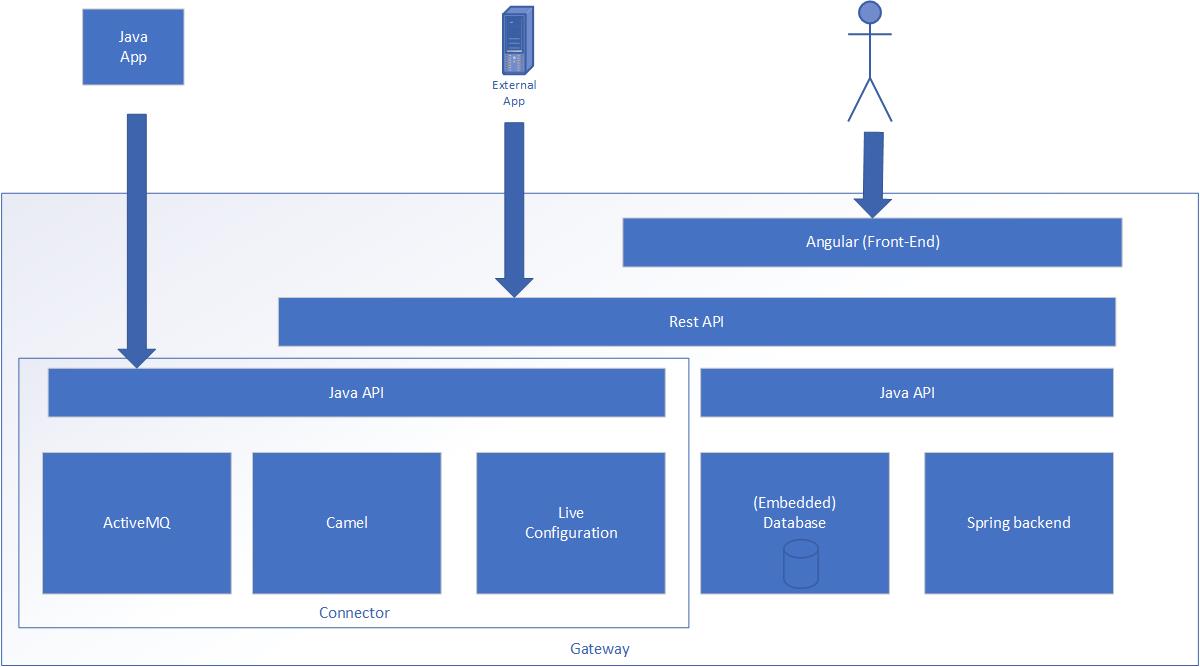 Java
App
External
App
Angular (Front-End)
Rest API
Java API
Java API
ActiveMQ
Camel
Live
Configuration
(Embedded)
Database
Spring backend
Connector
Gateway